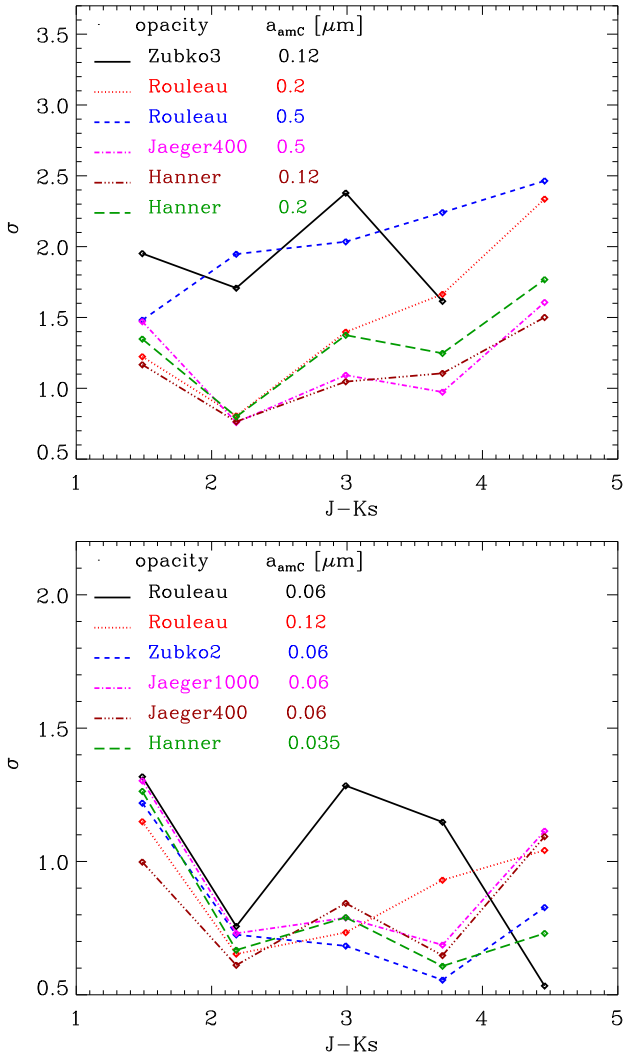 opacity a_amC [μm]
Zubko3 0.12
Rouleau 0.2
Rouleau 0.5
Jaeger400 0.5
Hanner 0.12
Hanner 0.2
3.5
3.0
2.5
2.0
1.5
1.0
0.5
σ
1 2 3 4 5
J−Ks
opacity a_amC [μm]
Rouleau 0.06
Rouleau 0.12
Zubko2 0.06
Jaeger1000 0.06
Jaeger400 0.06
Hanner 0.035
2.0
1.5
1.0
0.5
σ
1 2 3 4 5
J−Ks